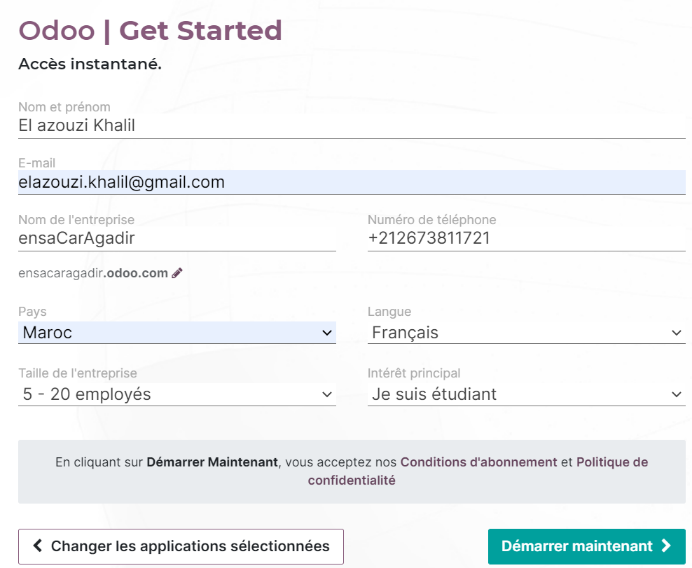 Odoo | Get Started
Accès instantané.
Nom et prénom
El azouzi Khalil
E-mail
elazouzi.khalil@gmail.com
Nom de l'entreprise
ensaCarAgadir
Numéro de téléphone
+212673811721
ensacaragadir.odoo.com
Pays
Maroc
Langue
Français
Taille de l'entreprise
5 - 20 employés
Intérêt principal
Je suis étudiant
En cliquant sur Démarrer Maintenant, vous acceptez nos Conditions d'abonnement et Politique de
confidentialité
Changer les applications sélectionnées
Démarrer maintenant